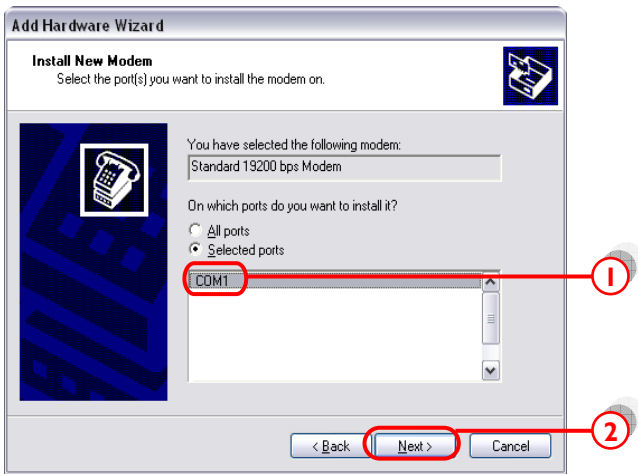 Add Hardware Wizard
Install New Modem
Select the port(s) you want to install the modem on.
You have selected the following modem:
Standard 19200 bps Modem
On which ports do you want to install it?
All ports
Selected ports
COM1
1
< Back Next > Cancel
2